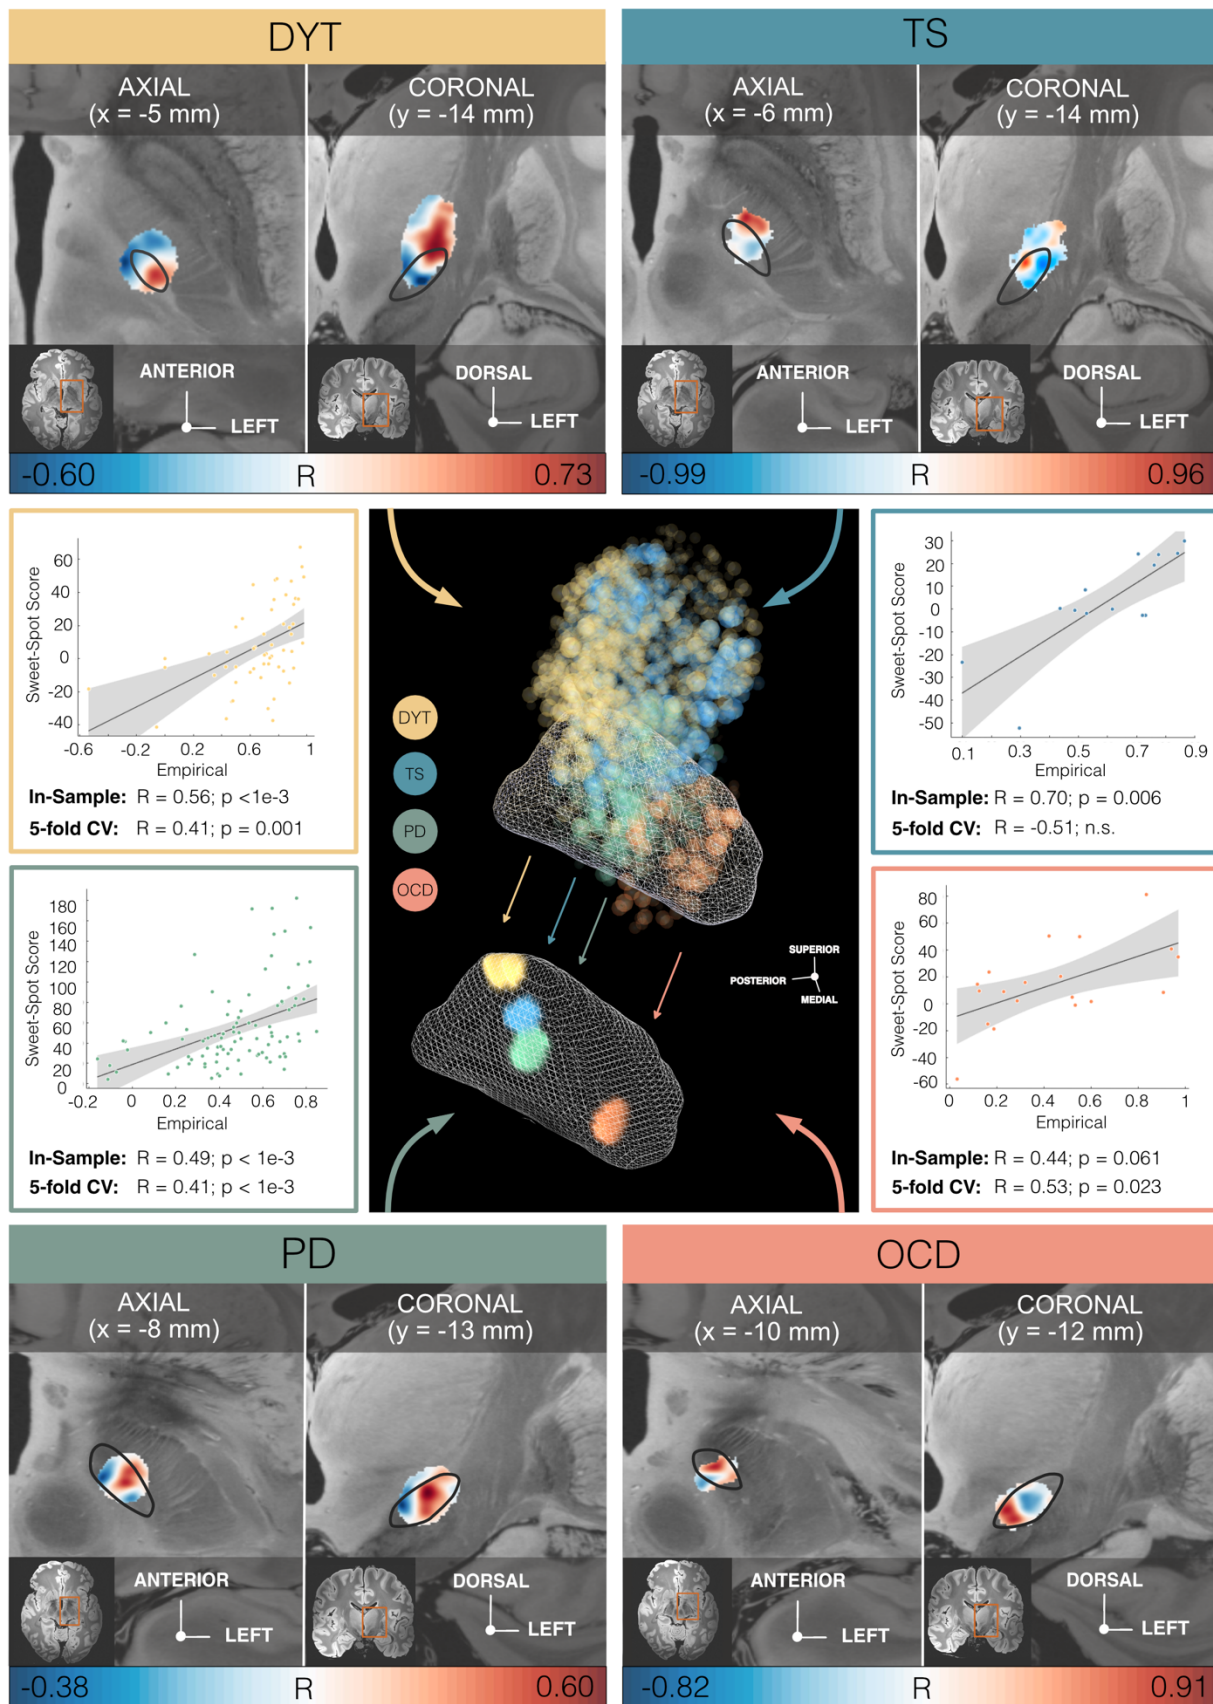 DYT
AXIAL
(x = -5 mm)
CORONAL
(y = -14 mm)
ANTERIOR
LEFT
DORSAL
LEFT
-0.60 R 0.73
TS
AXIAL
(x = -6 mm)
CORONAL
(y = -14 mm)
ANTERIOR
LEFT
DORSAL
LEFT
-0.99 R 0.96
Sweet-Spot Score
60
40
20
0
-20
-40
-0.6 -0.2 0.2 0.6 1
Empirical
In-Sample: R = 0.56; p <1e-3
5-fold CV: R = 0.41; p = 0.001
DYT
TS
PD
OCD
SUPERIOR
POSTERIOR
MEDIAL
Sweet-Spot Score
30
20
10
0
-10
-20
-30
-40
-50
0.1 0.3 0.5 0.7 0.9
Empirical
In-Sample: R = 0.70; p = 0.006
5-fold CV: R = -0.51; n.s.
Sweet-Spot Score
180
160
140
120
100
80
60
40
20
0
-0.2 0 0.2 0.4 0.6 0.8
Empirical
In-Sample: R = 0.49; p < 1e-3
5-fold CV: R = 0.41; p < 1e-3
Sweet-Spot Score
80
60
40
20
0
-20
-40
-60
0 0.2 0.4 0.6 0.8 1
Empirical
In-Sample: R = 0.44; p = 0.061
5-fold CV: R = 0.53; p = 0.023
PD
AXIAL
(x = -8 mm)
CORONAL
(y = -13 mm)
ANTERIOR
LEFT
DORSAL
LEFT
-0.38 R 0.60
OCD
AXIAL
(x = -10 mm)
CORONAL
(y = -12 mm)
ANTERIOR
LEFT
DORSAL
LEFT
-0.82 R 0.91